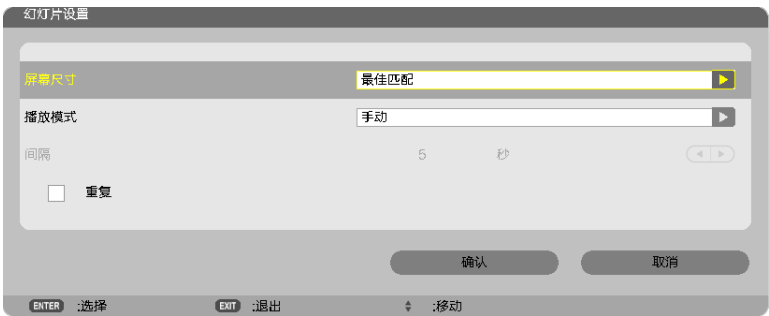 幻灯片设置
屏幕尺寸 最佳匹配
播放模式 手动
间隔 5 秒
重复
确认 取消
ENTER :选择 EXIT :退出 :移动